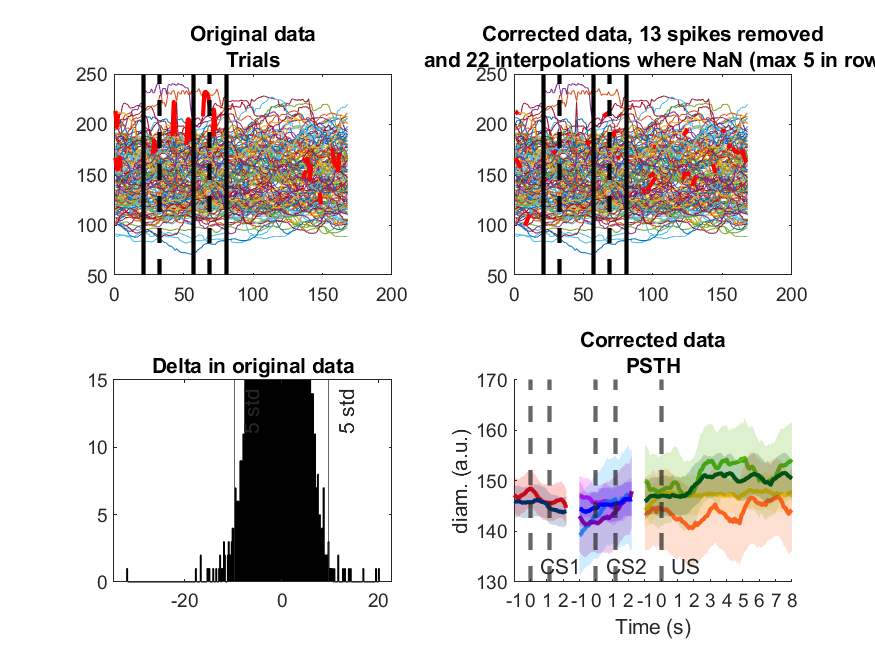 Original data
Trials
250
200
150
100
50
0 50 100 150 200
Corrected data, 13 spikes removed
and 22 interpolations where NaN (max 5 in row
250
200
150
100
50
0 50 100 150 200
Delta in original data
15
10
5
0
-20 0 20
5 std
5 std
Corrected data
PSTH
170
160
150
140
130
diam. (a.u.)
CS1 CS2 US
-1 0 1 2 -1 0 1 2 -1 0 1 2 3 4 5 6 7 8
Time (s)